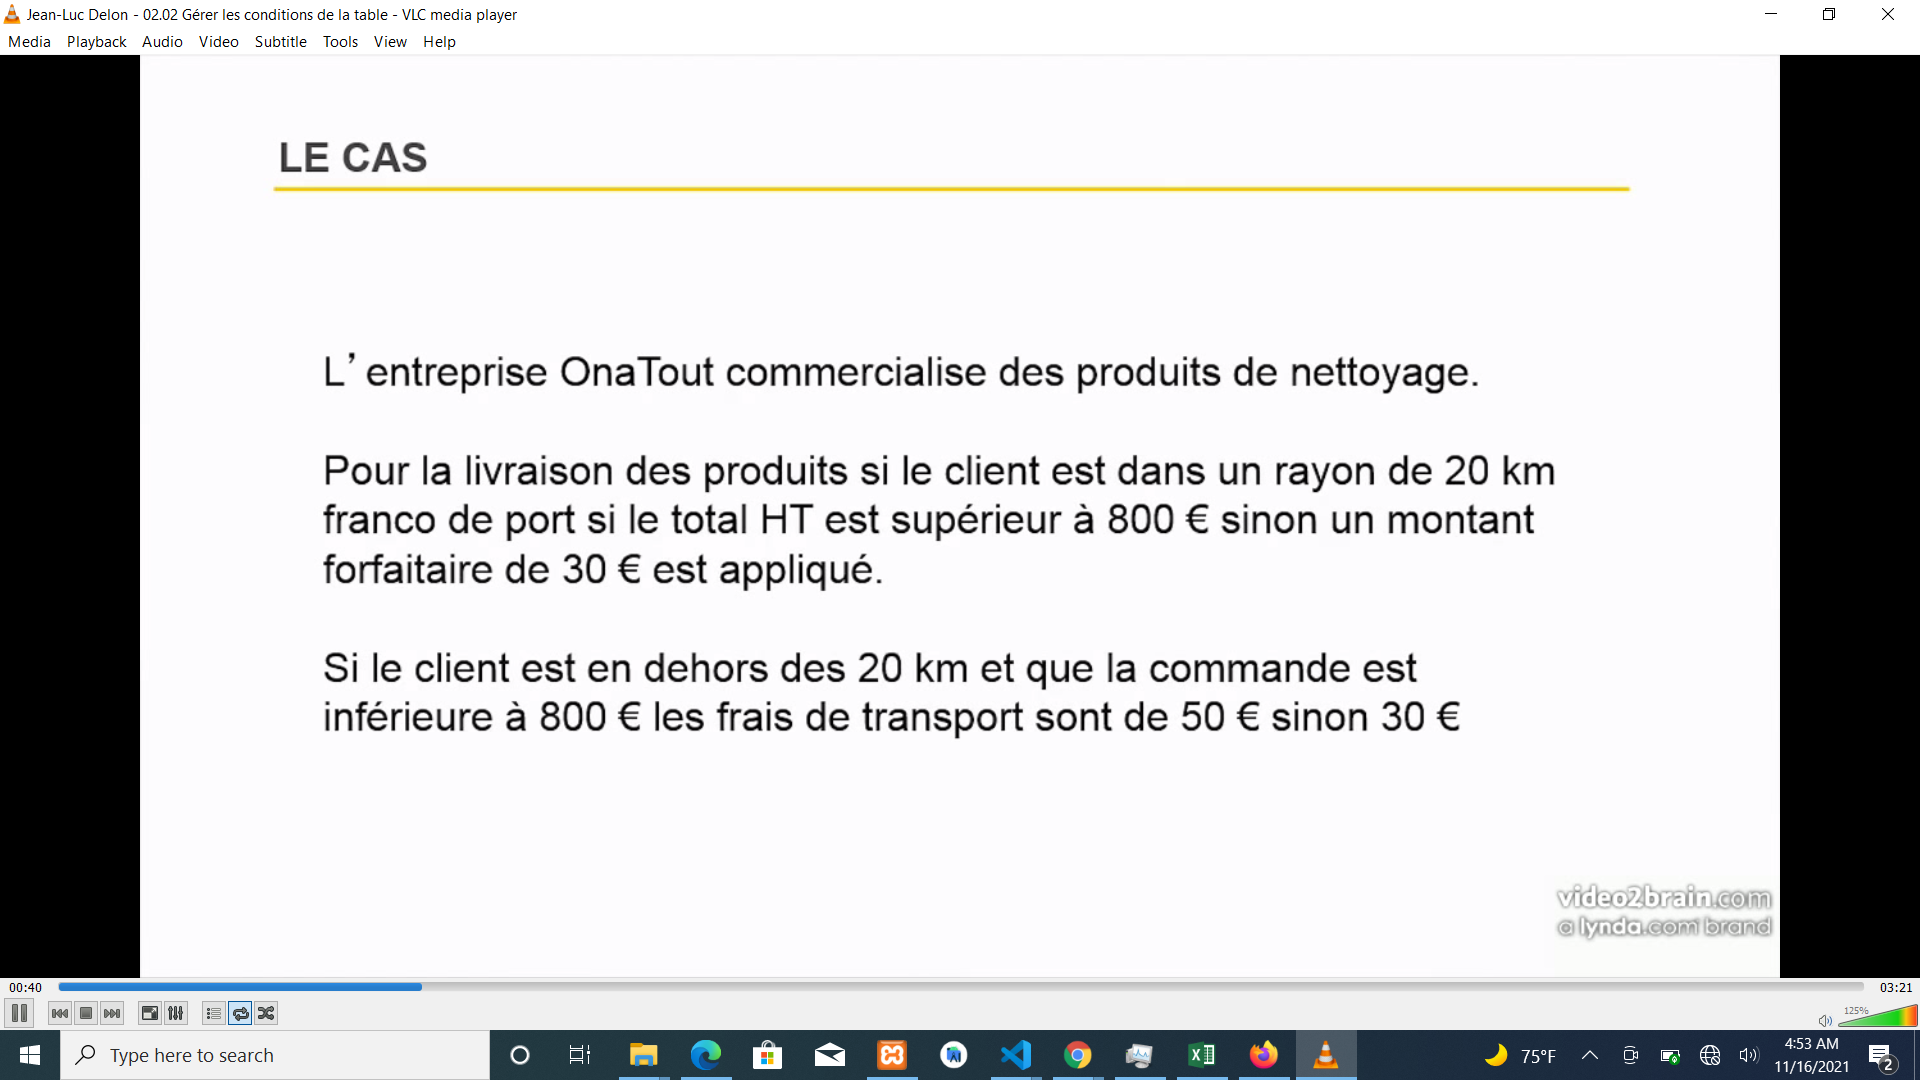 Jean-Luc Delon - 02.02 Gérer les conditions de la table - VLC media player
Media Playback Audio Video Subtitle Tools View Help
LE CAS
L’ entreprise OnaTout commercialise des produits de nettoyage.
Pour la livraison des produits si le client est dans un rayon de 20 km
franco de port si le total HT est supérieur à 800 € sinon un montant
forfaitaire de 30 € est appliqué.
Si le client est en dehors des 20 km et que la commande est
inférieure à 800 € les frais de transport sont de 50 € sinon 30 €
video2brain.com
a lynda.com brand
00:40 03:21
125%
Type here to search
75°F
4:53 AM
11/16/2021
2